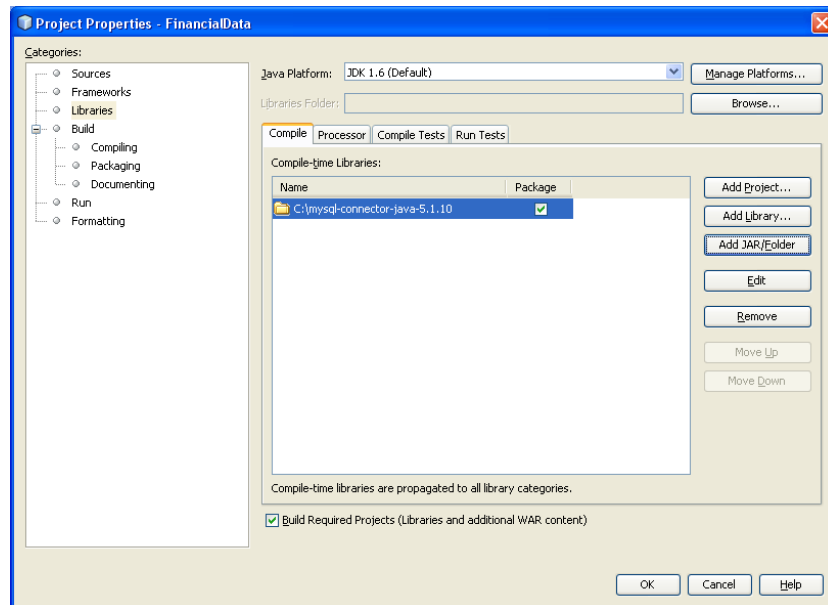 Project Properties - FinancialData
Categories:
Sources
Frameworks
Libraries
Build
Compiling
Packaging
Documenting
Run
Formatting
Java Platform: JDK 1.6 (Default) Manage Platforms...
Libraries Folder: Browse...
Compile Processor Compile Tests Run Tests
Compile-time Libraries:
Name Package
C:\mysql-connector-java-5.1.10
Add Project...
Add Library...
Add JAR/Folder
Edit
Remove
Move Up
Move Down
Compile-time libraries are propagated to all library categories.
Build Required Projects (Libraries and additional WAR content)
OK Cancel Help